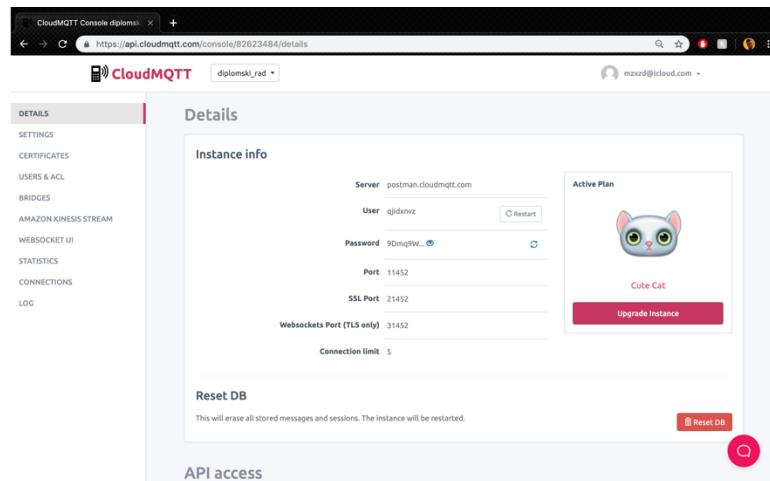 CloudMQTT Console diplomski
https://api.cloudmqtt.com/console/82623484/details
CloudMQTT
diplomski_rad
mzxzd@icloud.com
DETAILS
SETTINGS
CERTIFICATES
USERS & ACL
BRIDGES
AMAZON KINESIS STREAM
WEBSOCKET UI
STATISTICS
CONNECTIONS
LOG
Details
Instance info
Server postman.cloudmqtt.com
User qjidxnvz Restart
Password 9Dmq9W...
Port 11452
SSL Port 21452
Websockets Port (TLS only) 31452
Connection limit 5
Active Plan
Cute Cat
Upgrade Instance
Reset DB
This will erase all stored messages and sessions. The instance will be restarted.
Reset DB
API access